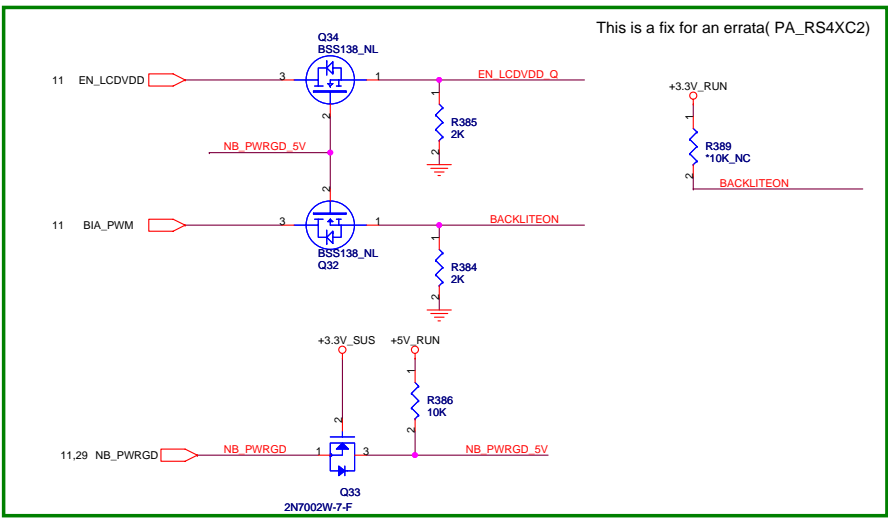 This is a fix for an errata( PA_RS4XC2)
Q34
BSS138_NL
11 EN_LCDVDD 3 1 EN_LCDVDD_Q
+3.3V_RUN
2
1
R385
2K
2
1
R389
*10K_NC
2
BACKLITEON
NB_PWRGD_5V
2
11 BIA_PWM 3 1 BACKLITEON
BSS138_NL
Q32
1
R384
2K
2
+3.3V_SUS +5V_RUN
1
R386
10K
2
2
11,29 NB_PWRGD NB_PWRGD 1 3 NB_PWRGD_5V
Q33
2N7002W-7-F